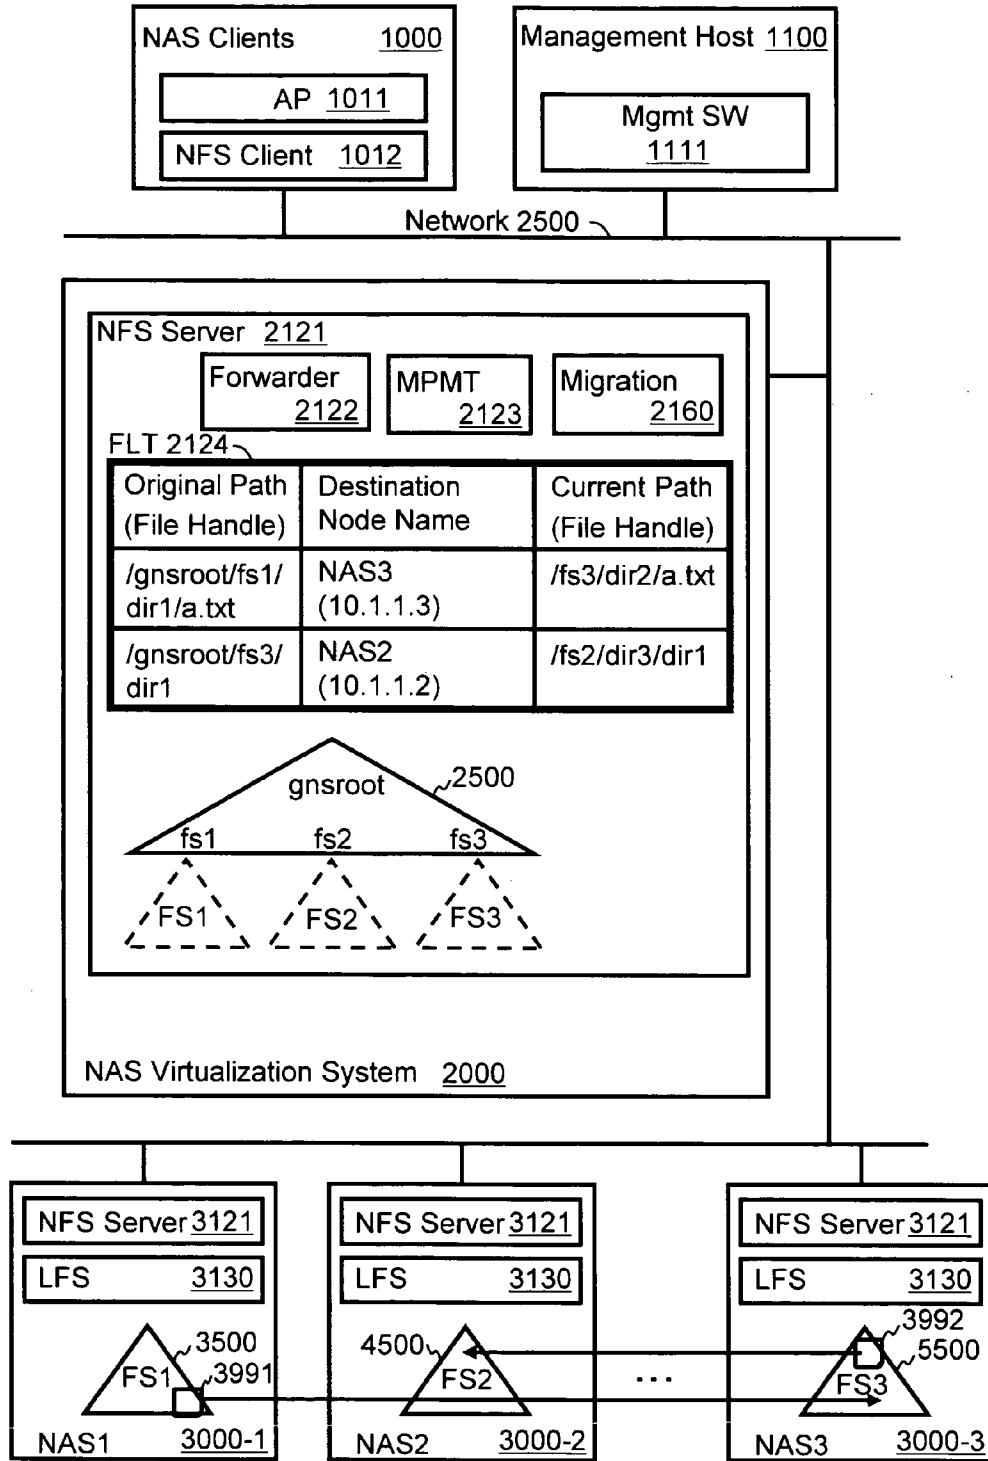 NAS Clients 1000
AP 1011
NFS Client 1012
Management Host 1100
Mgmt SW
1111
Network 2500
NFS Server 2121
Forwarder
2122
MPMT
2123
Migration
2160
FLT 2124
Original Path
(File Handle)
Destination
Node Name
Current Path
(File Handle)
/gnsroot/fs1/
dir1/a.txt
NAS3
(10.1.1.3)
/fs3/dir2/a.txt
/gnsroot/fs3/
dir1
NAS2
(10.1.1.2)
/fs2/dir3/dir1
gnsroot
2500
fs1
fs2
fs3
FS1
FS2
FS3
NAS Virtualization System 2000
NFS Server 3121
LFS 3130
3500
FS1
3991
NAS1 3000-1
NFS Server 3121
LFS 3130
4500
FS2
NAS2 3000-2
...
NFS Server 3121
LFS 3130
3992
5500
FS3
NAS3 3000-3